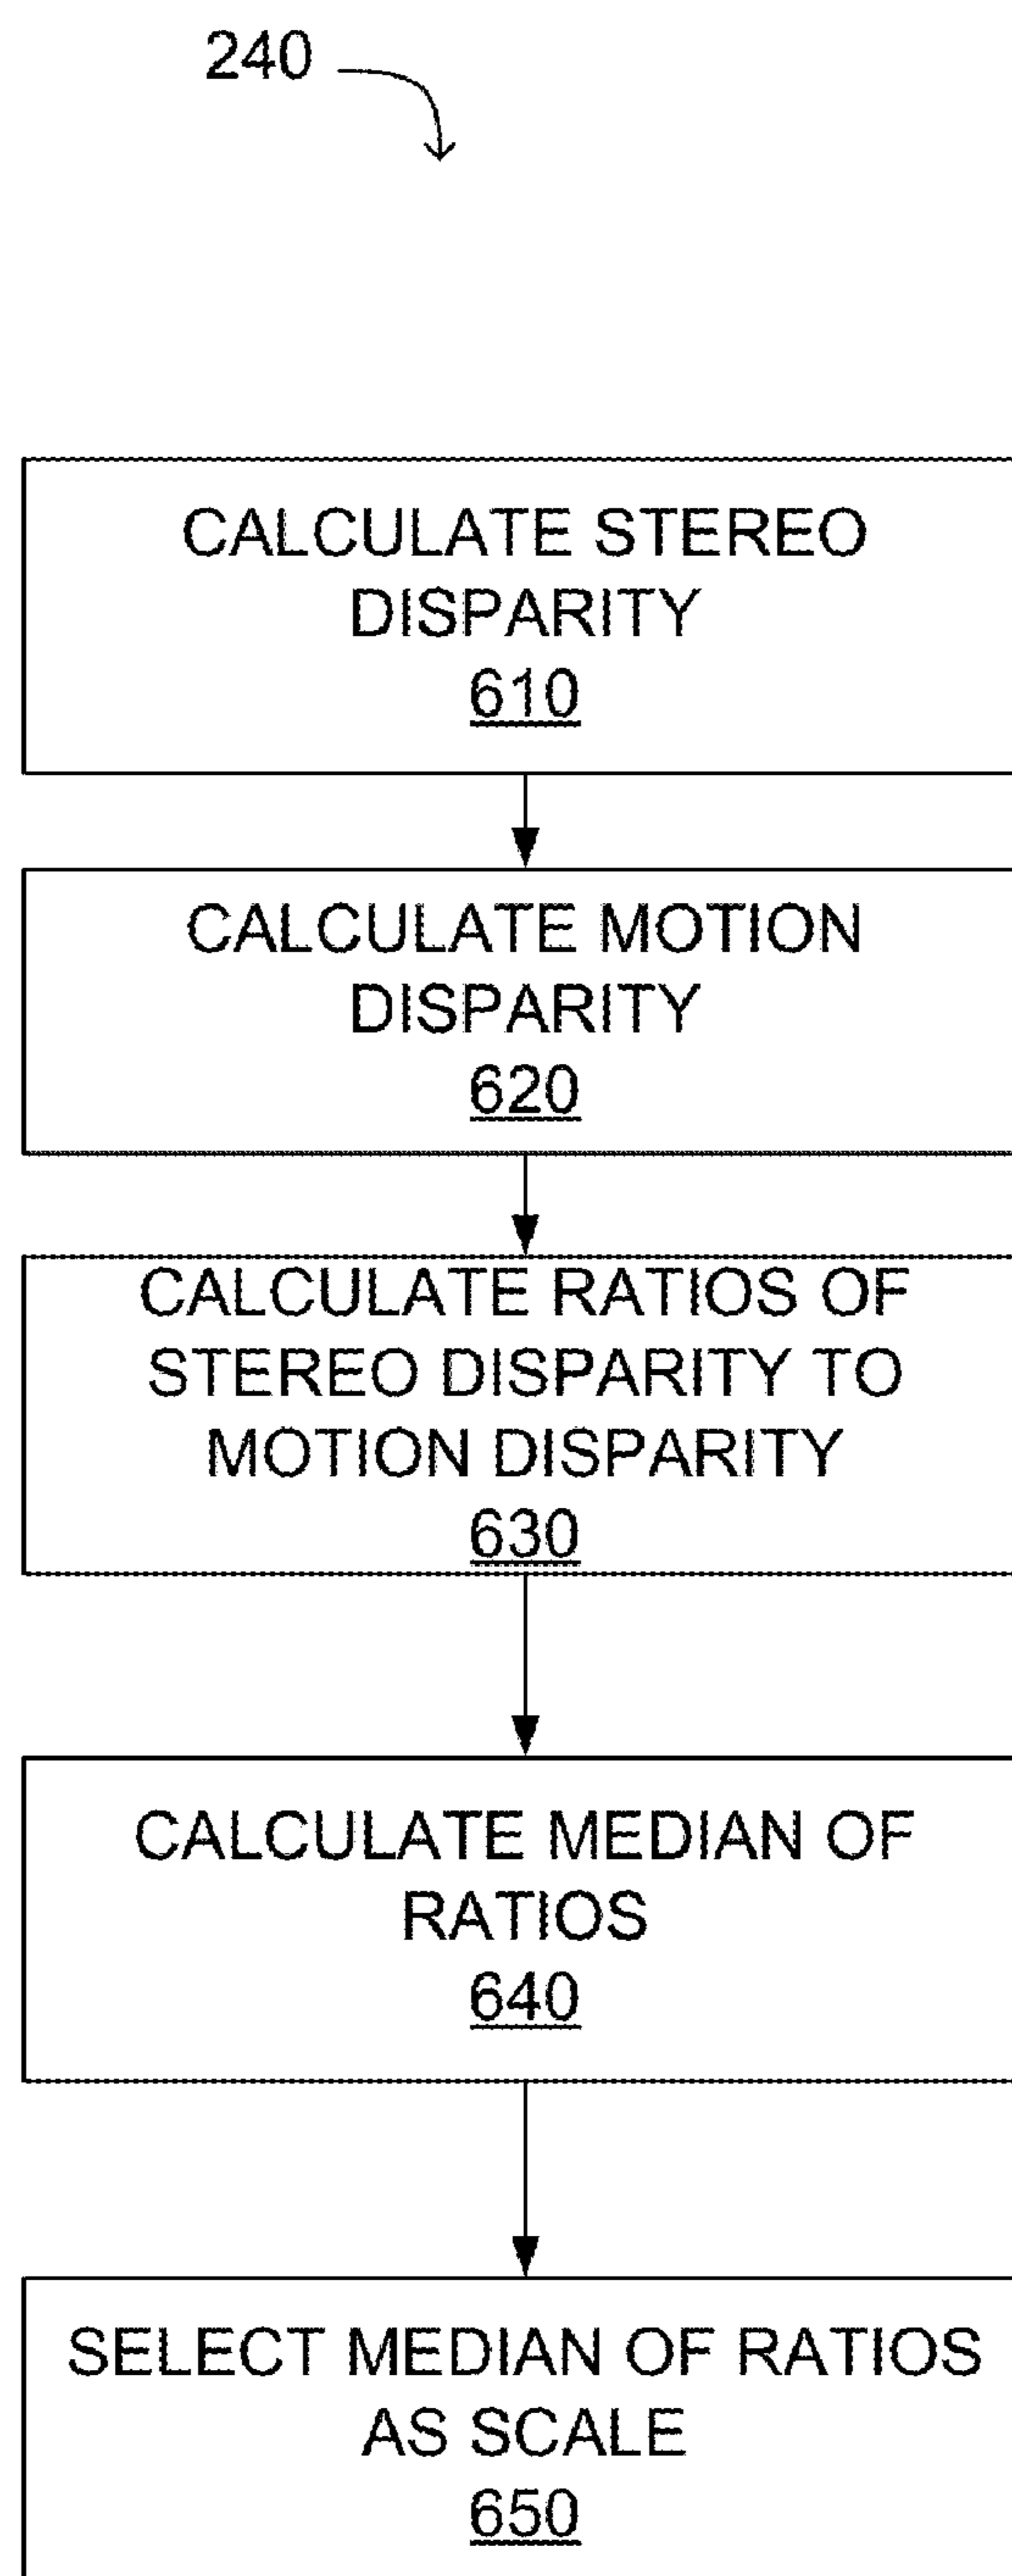 240
CALCULATE STEREO
DISPARITY
610
CALCULATE MOTION
DISPARITY
620
CALCULATE RATIOS OF
STEREO DISPARITY TO
MOTION DISPARITY
630
CALCULATE MEDIAN OF
RATIOS
640
SELECT MEDIAN OF RATIOS
AS SCALE
650